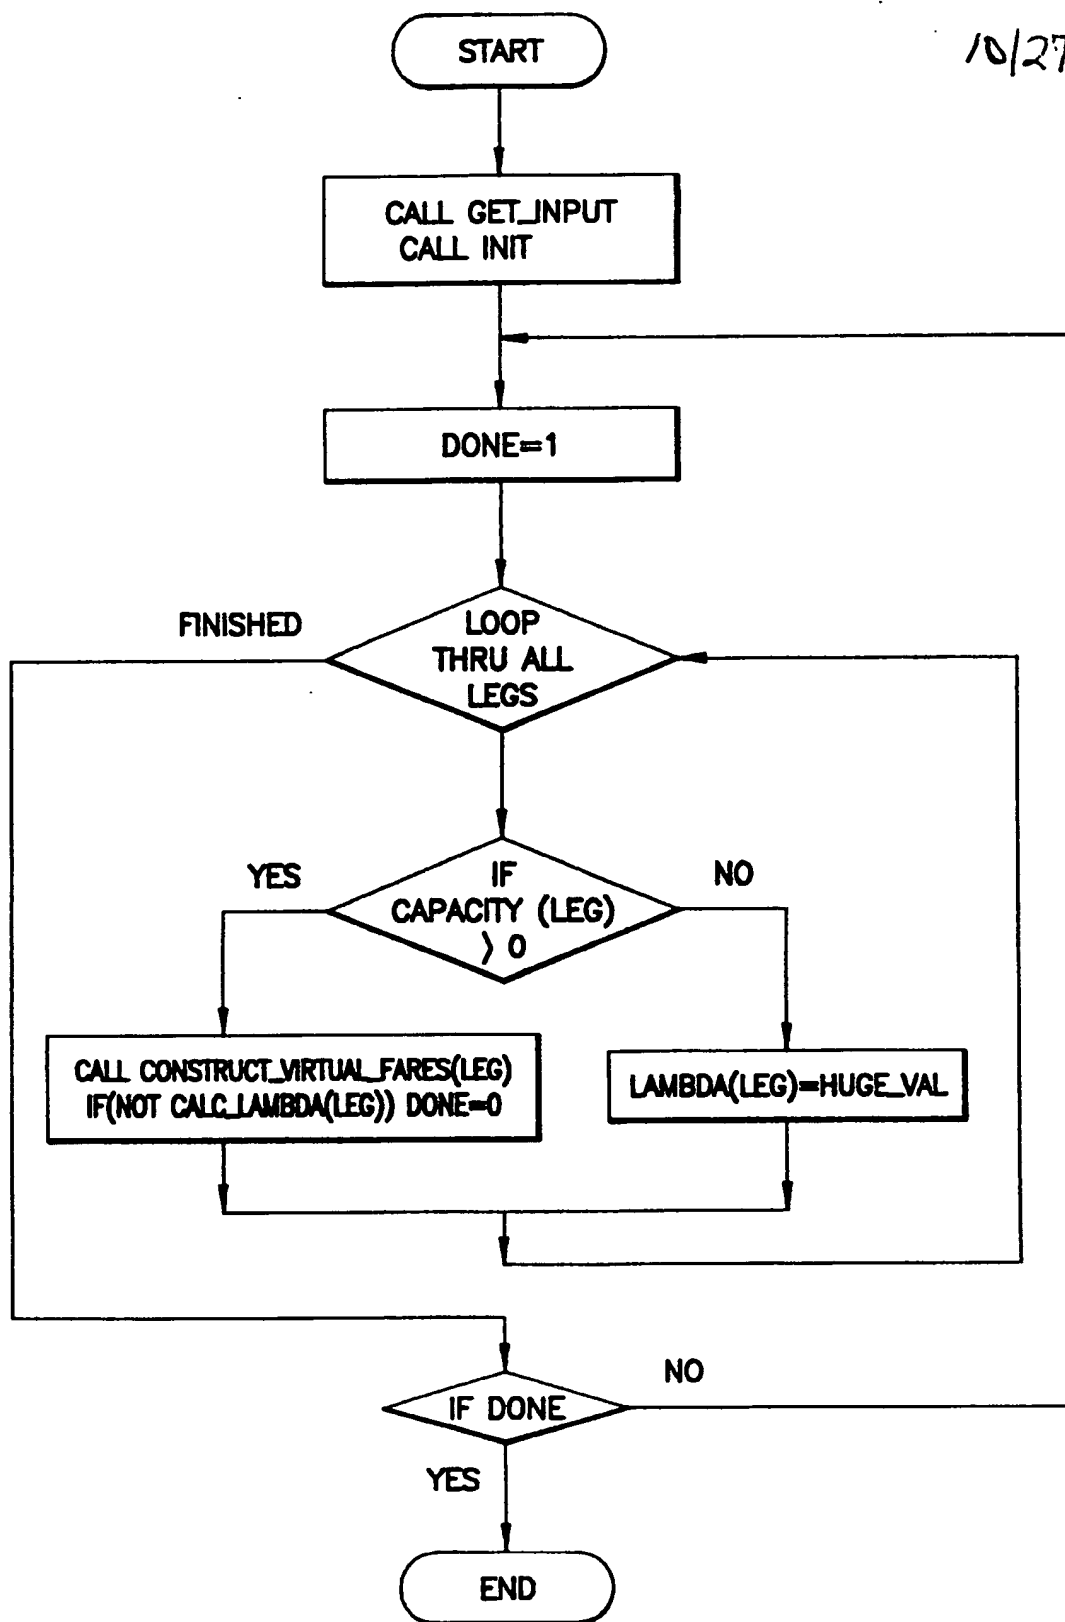 10/27
START
CALL GET_INPUT
CALL INIT
DONE=1
FINISHED
LOOP
THRU ALL
LEGS
YES
IF
CAPACITY (LEG)
> 0
NO
CALL CONSTRUCT_VIRTUAL_FARES(LEG)
IF(NOT CALC_LAMBDA(LEG)) DONE=0
LAMBDA(LEG)=HUGE_VAL
NO
IF DONE
YES
END